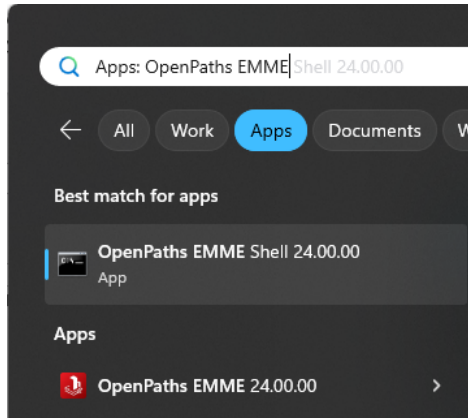 Apps: OpenPaths EMME Shell 24.00.00
All Work Apps Documents W
Best match for apps
OpenPaths EMME Shell 24.00.00
App
Apps
OpenPaths EMME 24.00.00